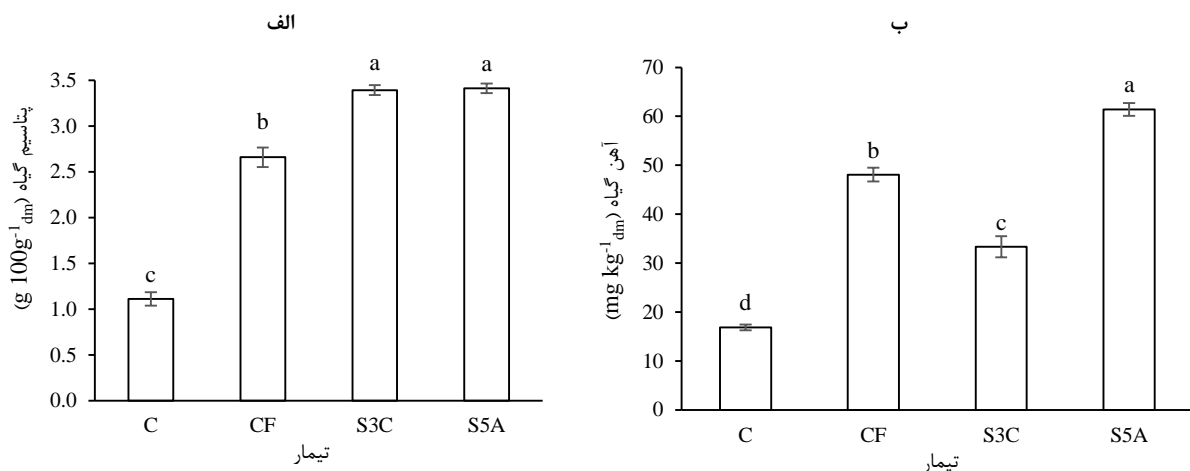 الف
پتاسیم گیاه (g 100g⁻¹dm)
3.5
3.0
2.5
2.0
1.5
1.0
0.5
0.0
c
b
a
a
C CF S3C S5A
تیمار
ب
آهن گیاه (mg kg⁻¹dm)
70
60
50
40
30
20
10
0
d
b
c
a
C CF S3C S5A
تیمار